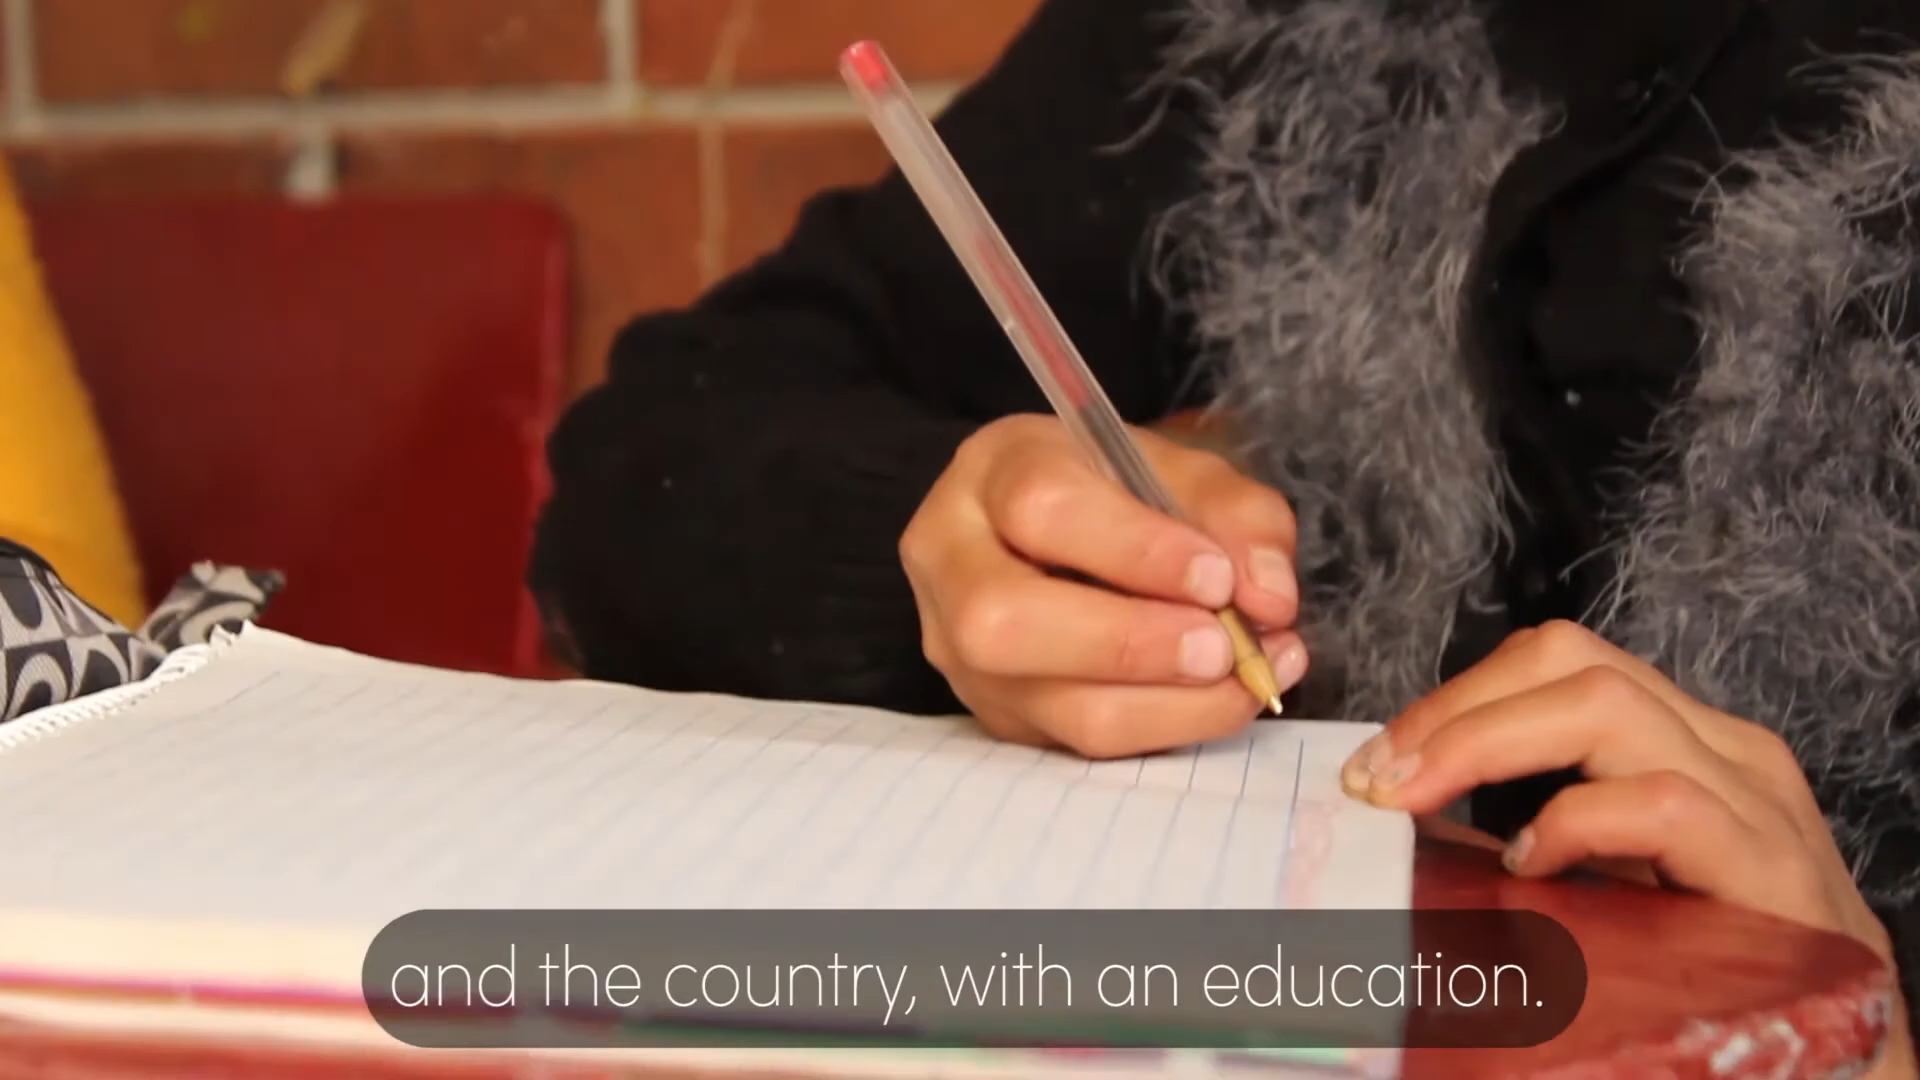 and the country, with an education.